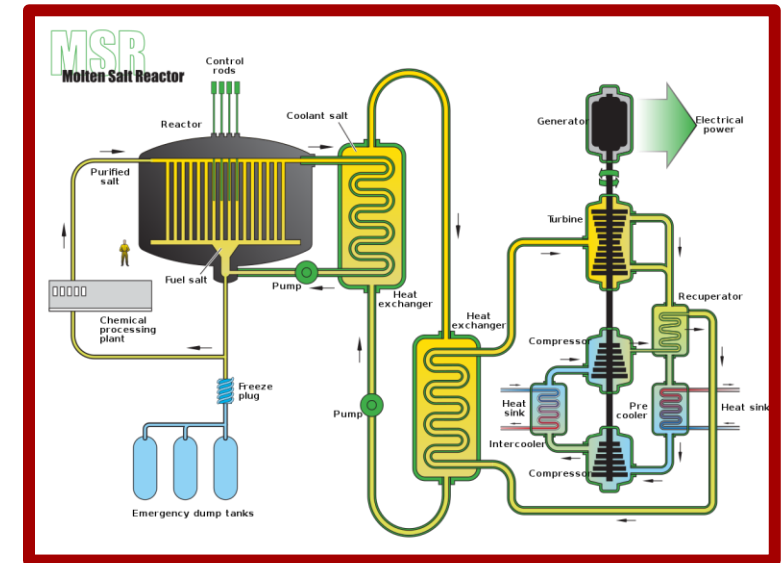 MSR
Molten Salt Reactor
Control
rods
Reactor
Coolant salt
Generator
Electrical
power
Purified
salt
Turbine
Fuel salt
Pump
Heat
exchanger
Recuperator
Chemical
processing
plant
Heat
exchanger
Compressor
Freeze
plug
Pump
Heat
sink
Pre
cooler
Heat sink
Intercooler
Compressor
Emergency dump tanks